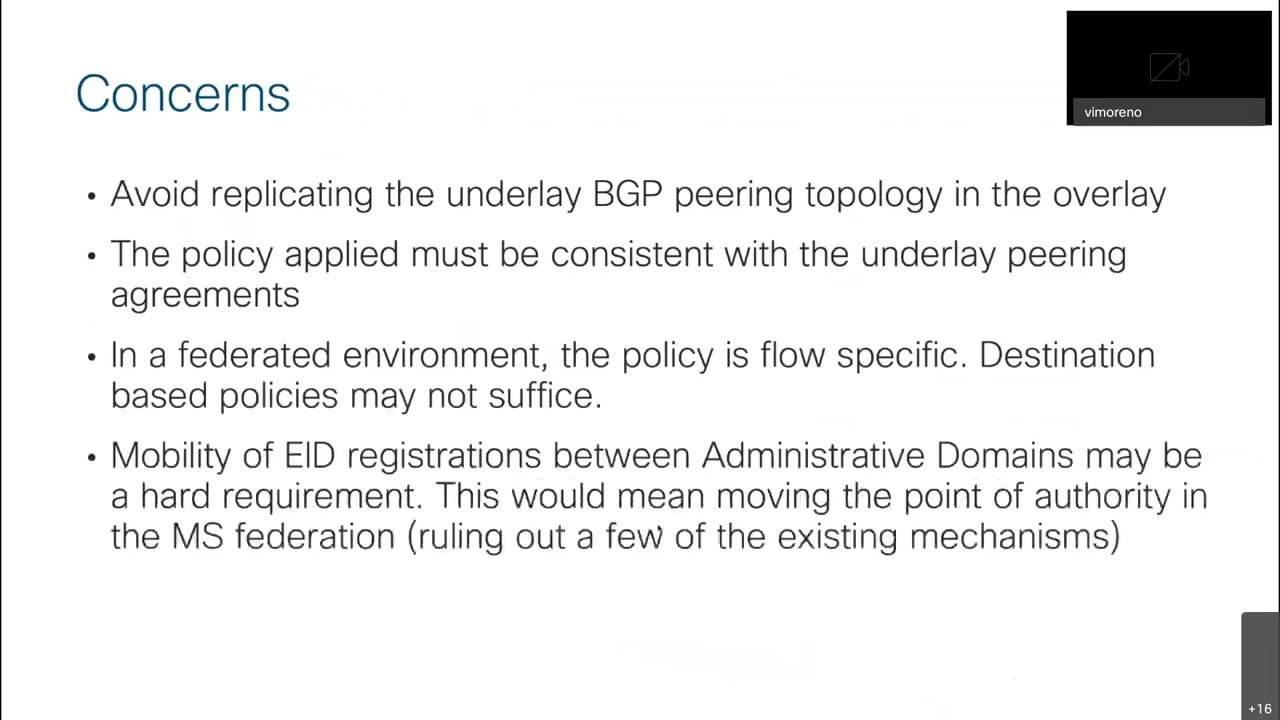 Concerns
vimoreno
• Avoid replicating the underlay BGP peering topology in the overlay
• The policy applied must be consistent with the underlay peering
agreements
• In a federated environment, the policy is flow specific. Destination
based policies may not suffice.
• Mobility of EID registrations between Administrative Domains may be
a hard requirement. This would mean moving the point of authority in
the MS federation (ruling out a few of the existing mechanisms)
+16